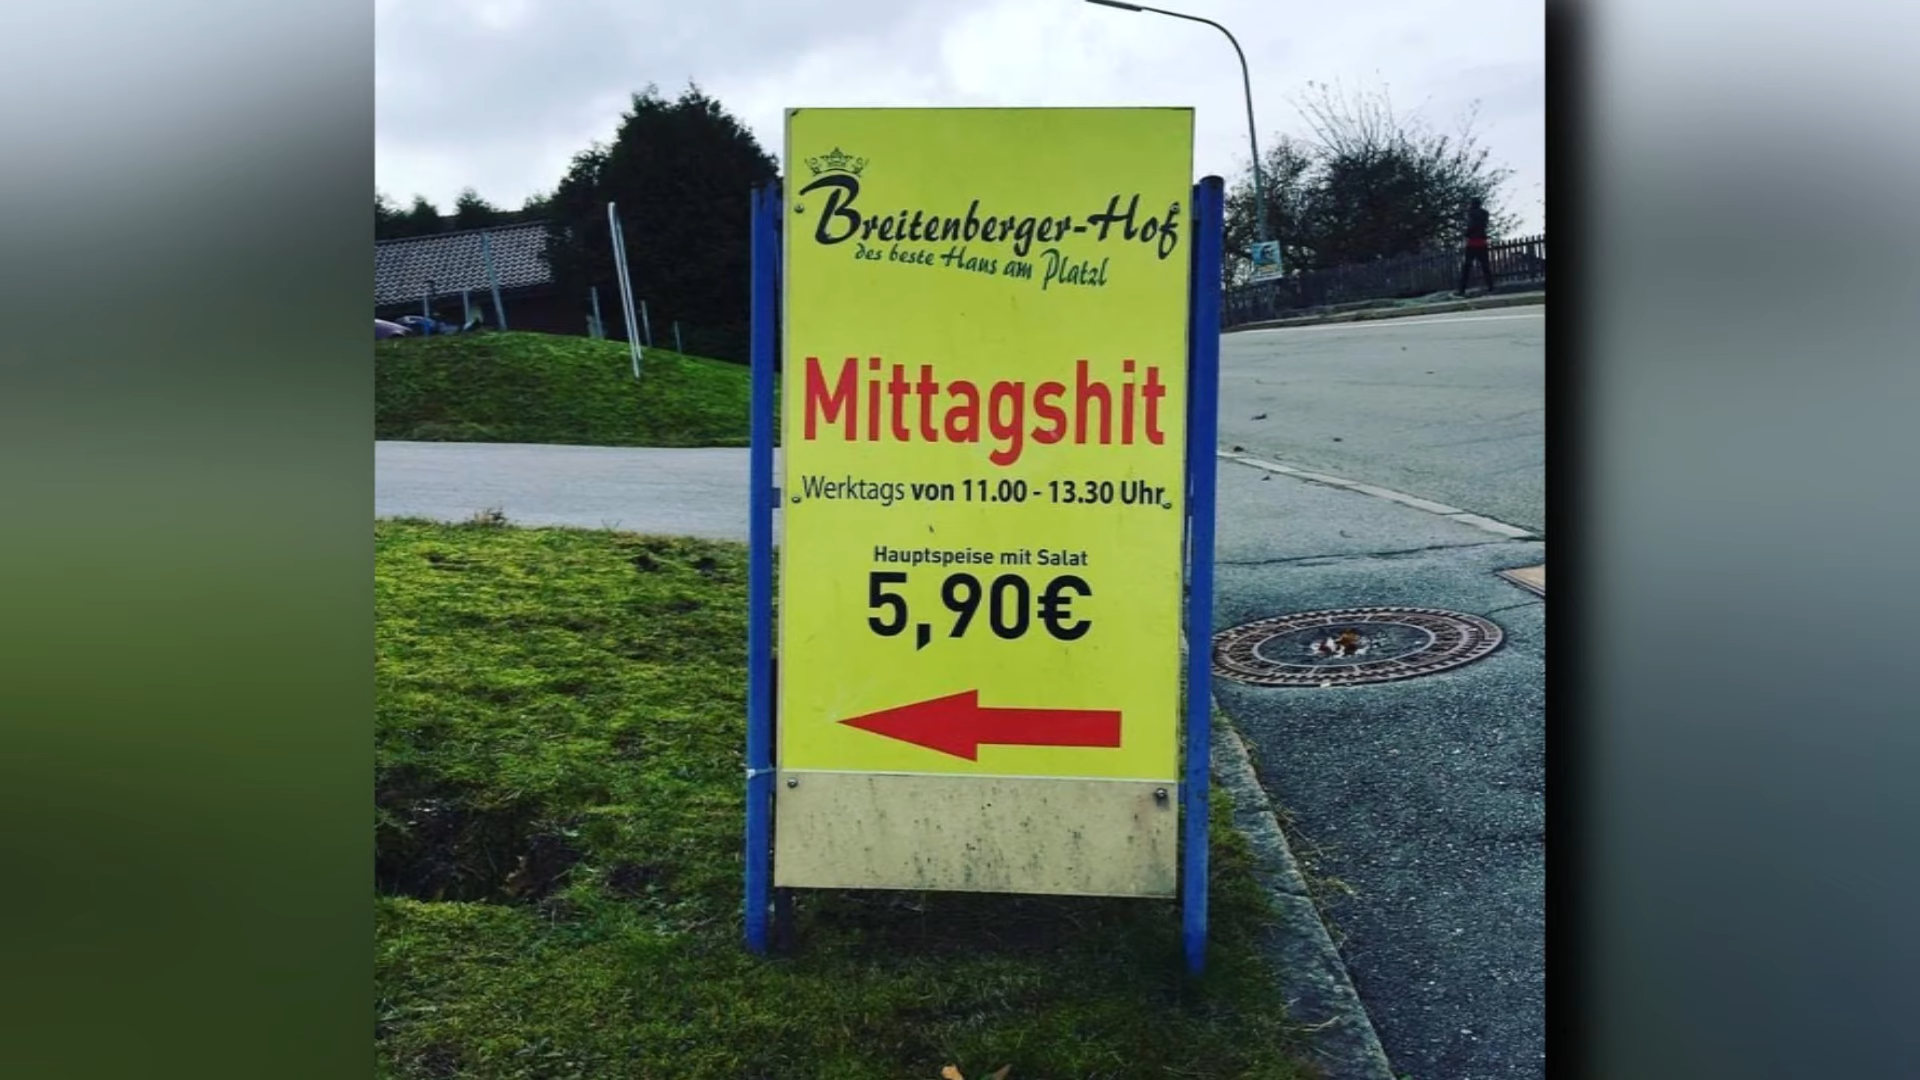 Breitenberger-Hof
des beste Haus am Platzl
Mittagshit
Werktags von 11.00 - 13.30 Uhr
Hauptspeise mit Salat
5,90€